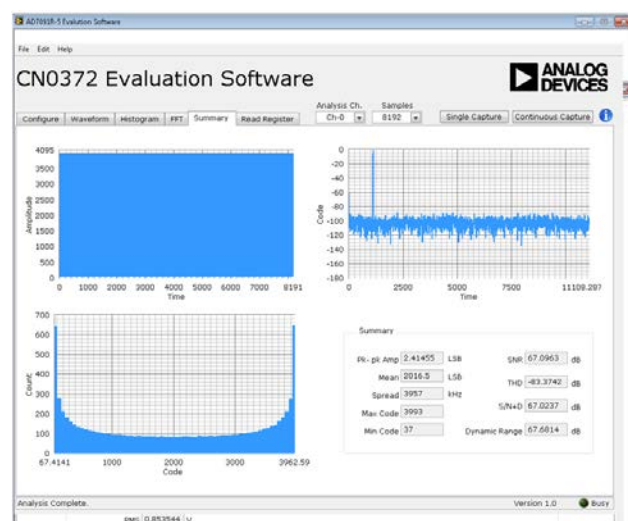 AD7091R-5 Evalution Software
File Edit Help
CN0372 Evaluation Software
ANALOG
DEVICES
Analysis Ch. Samples
Configure Waveform Histogram FFT Summary Read Register Ch-0 8192 Single Capture Continuous Capture
4095
3500
3000
2500
2000
1500
1000
500
0
Amplitude
0 1000 2000 3000 4000 5000 6000 7000 8191
Time
0
-20
-40
-60
-80
-100
-120
-140
-160
-180
Code
0 2500 5000 7500 11109.297
Time
700
600
500
400
300
200
100
0
Count
67.4141 1000 2000 3000 3962.59
Code
Summary
Pk- pk Amp 2.41455 LSB SNR 67.0963 dB
Mean 2016.5 LSB THD -83.3742 dB
Spread 3957 kHz S/N+D 67.0237 dB
Max Code 3993
Min Code 37 Dynamic Range 67.6814 dB
Analysis Complete. Version 1.0 Busy
RMS 0.853544 V